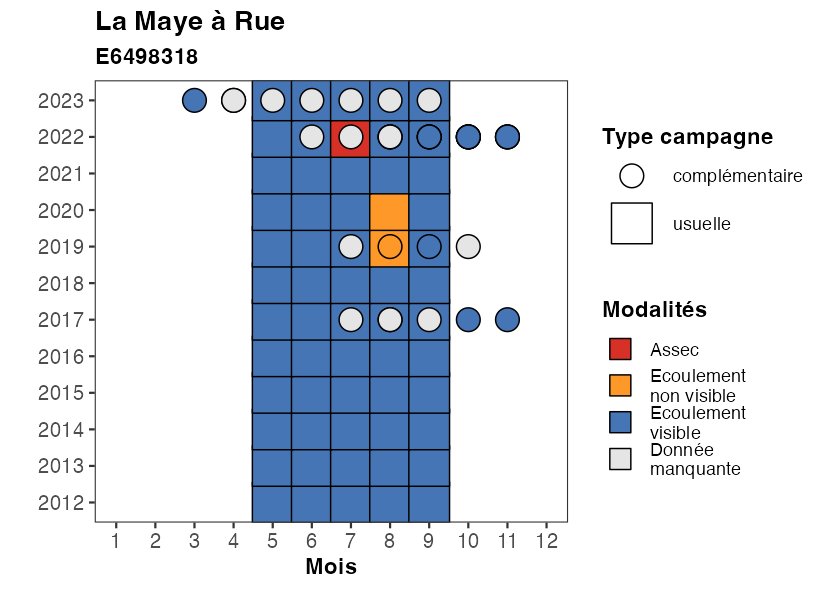 La Maye à Rue
E6498318
2023
2022
2021
2020
2019
2018
2017
2016
2015
2014
2013
2012
1 2 3 4 5 6 7 8 9 10 11 12
Mois
Type campagne
complémentaire
usuelle
Modalités
Assec
Ecoulement
non visible
Ecoulement
visible
Donnée
manquante